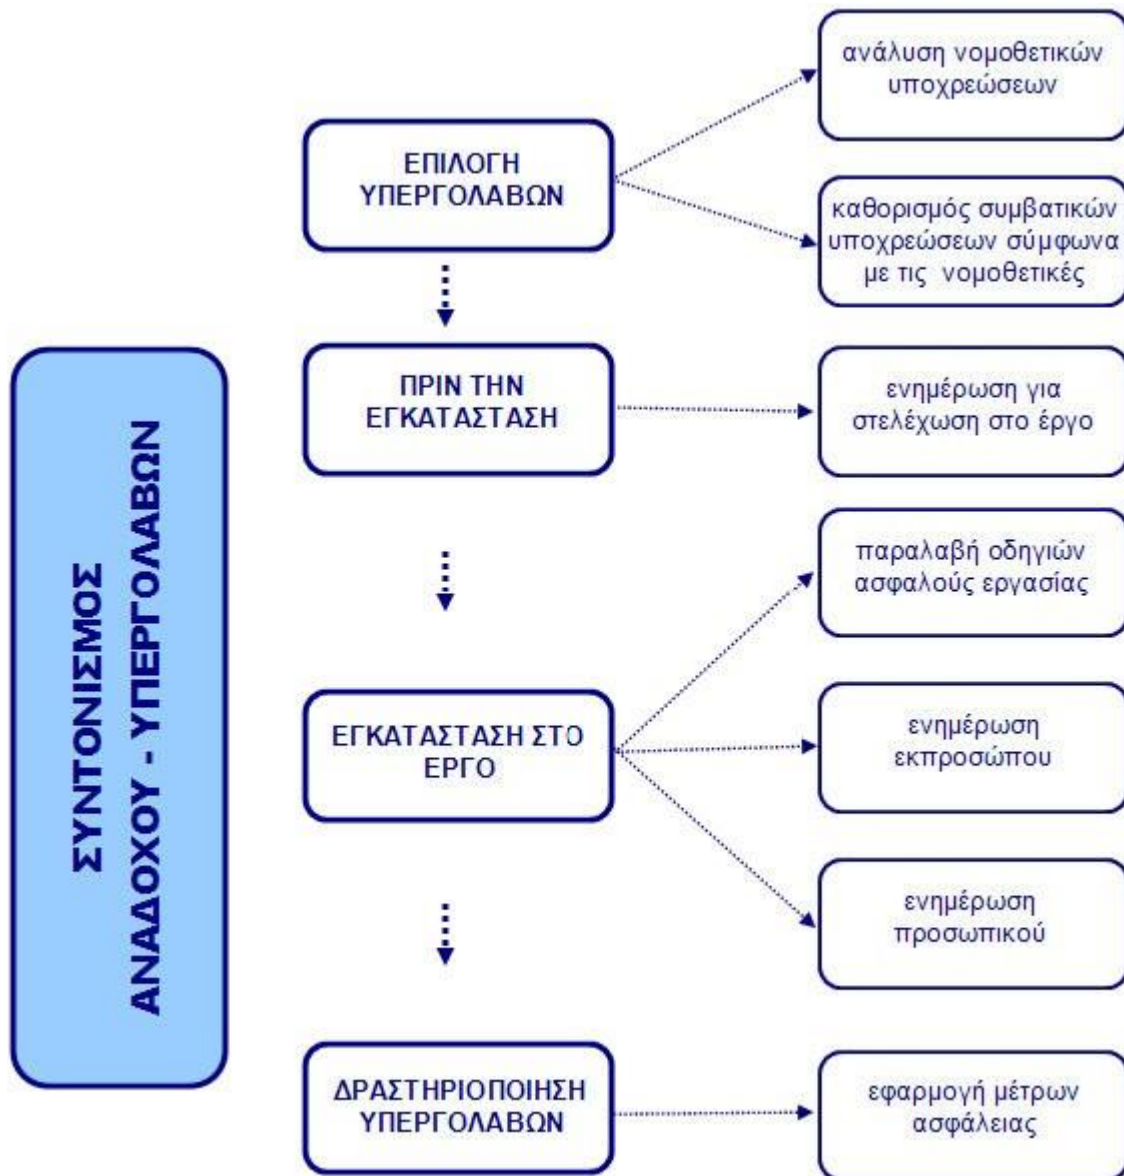 ΣΥΝΤΟΝΙΣΜΟΣ
ΑΝΑΔΟΧΟΥ - ΥΠΕΡΓΟΛΑΒΩΝ
ΕΠΙΛΟΓΗ
ΥΠΕΡΓΟΛΑΒΩΝ
ανάλυση νομοθετικών
υποχρεώσεων
καθορισμός συμβατικών
υποχρεώσεων σύμφωνα
με τις νομοθετικές
ΠΡΙΝ ΤΗΝ
ΕΓΚΑΤΑΣΤΑΣΗ
ενημέρωση για
στελέχωση στο έργο
ΕΓΚΑΤΑΣΤΑΣΗ ΣΤΟ
ΕΡΓΟ
παραλαβή οδηγιών
ασφαλούς εργασίας
ενημέρωση
εκπροσώπου
ενημέρωση
προσωπικού
ΔΡΑΣΤΗΡΙΟΠΟΙΗΣΗ
ΥΠΕΡΓΟΛΑΒΩΝ
εφαρμογή μέτρων
ασφάλειας